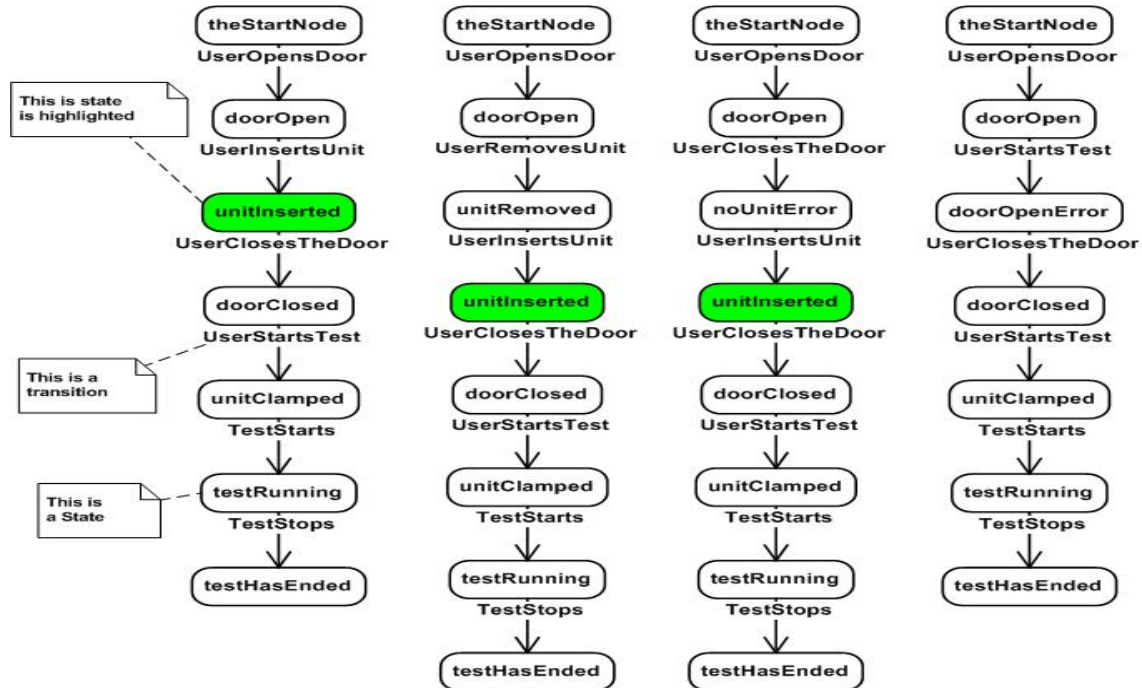 theStartNode
UserOpensDoor
This is state
is highlighted
doorOpen
UserInsertsUnit
unitInserted
UserClosesTheDoor
doorClosed
UserStartsTest
This is a
transition
unitClamped
TestStarts
This is
a State
testRunning
TestStops
testHasEnded
theStartNode
UserOpensDoor
doorOpen
UserRemovesUnit
unitRemoved
UserInsertsUnit
unitInserted
UserClosesTheDoor
doorClosed
UserStartsTest
unitClamped
TestStarts
testRunning
TestStops
testHasEnded
theStartNode
UserOpensDoor
doorOpen
UserClosesTheDoor
noUnitError
UserInsertsUnit
unitInserted
UserClosesTheDoor
doorClosed
UserStartsTest
unitClamped
TestStarts
testRunning
TestStops
testHasEnded
theStartNode
UserOpensDoor
doorOpen
UserStartsTest
doorOpenError
UserClosesTheDoor
doorClosed
UserStartsTest
unitClamped
TestStarts
testRunning
TestStops
testHasEnded